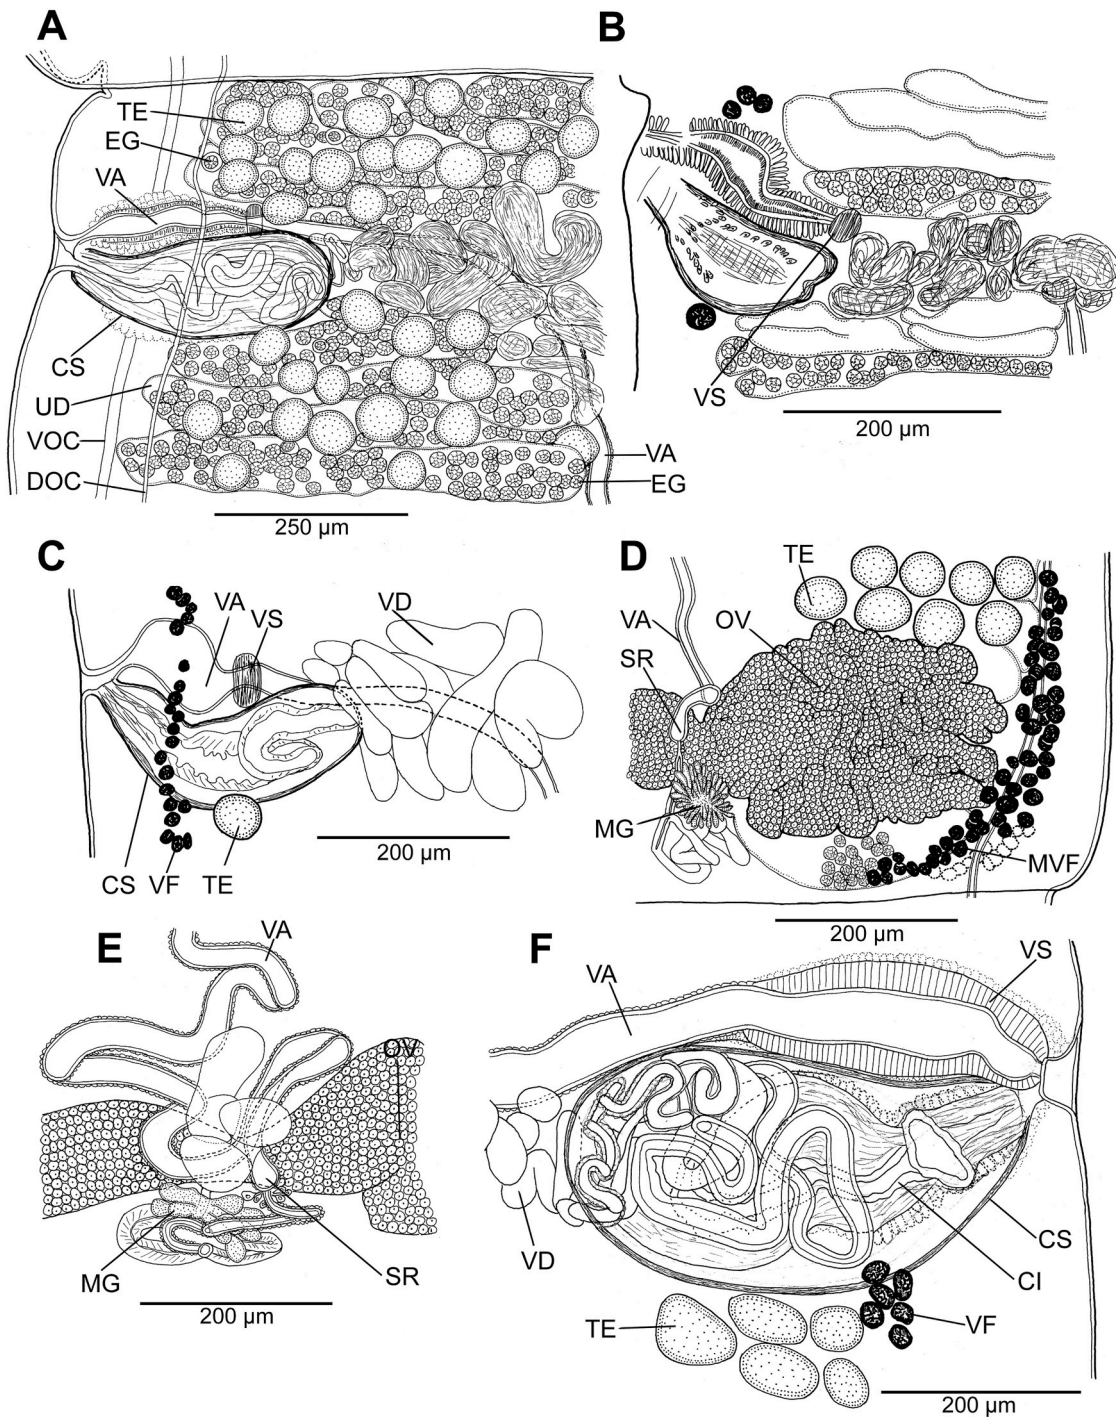 A
TE
EG
VA
CS
UD
VOC
DOC
VA
EG
250 µm
B
VS
200 µm
C
VA
VS
VD
CS
VF
TE
200 µm
D
TE
VA
OV
SR
MG
MVF
200 µm
E
VA
OV
MG
SR
200 µm
F
VA
VS
VD
CS
CI
TE
VF
200 µm